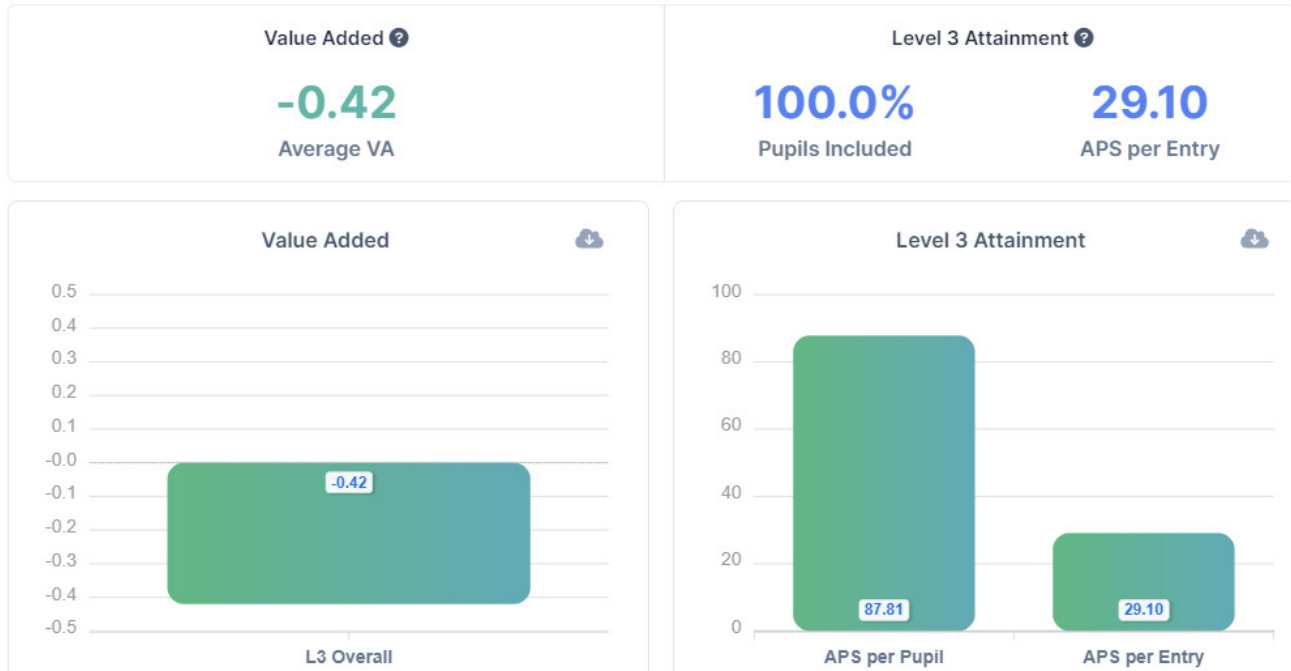 Value Added ?
-0.42
Average VA
Level 3 Attainment ?
100.0% 29.10
Pupils Included APS per Entry
Value Added
0.5
0.4
0.3
0.2
0.1
-0.0
-0.1
-0.2
-0.3
-0.4
-0.5
-0.42
L3 Overall
Level 3 Attainment
100
80
60
40
20
0
87.81 29.10
APS per Pupil APS per Entry